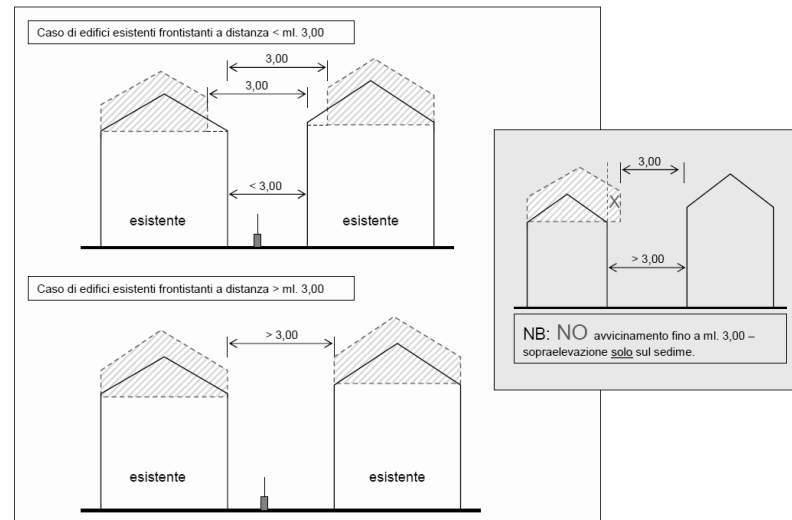 Caso di edifici esistenti frontistanti a distanza < ml. 3,00
3,00
3,00
< 3,00
esistente
esistente
Caso di edifici esistenti frontistanti a distanza > ml. 3,00
> 3,00
esistente
esistente
3,00
X
> 3,00
NB: NO avvicinamento fino a ml. 3,00 –
sopraelevazione solo sul sedime.